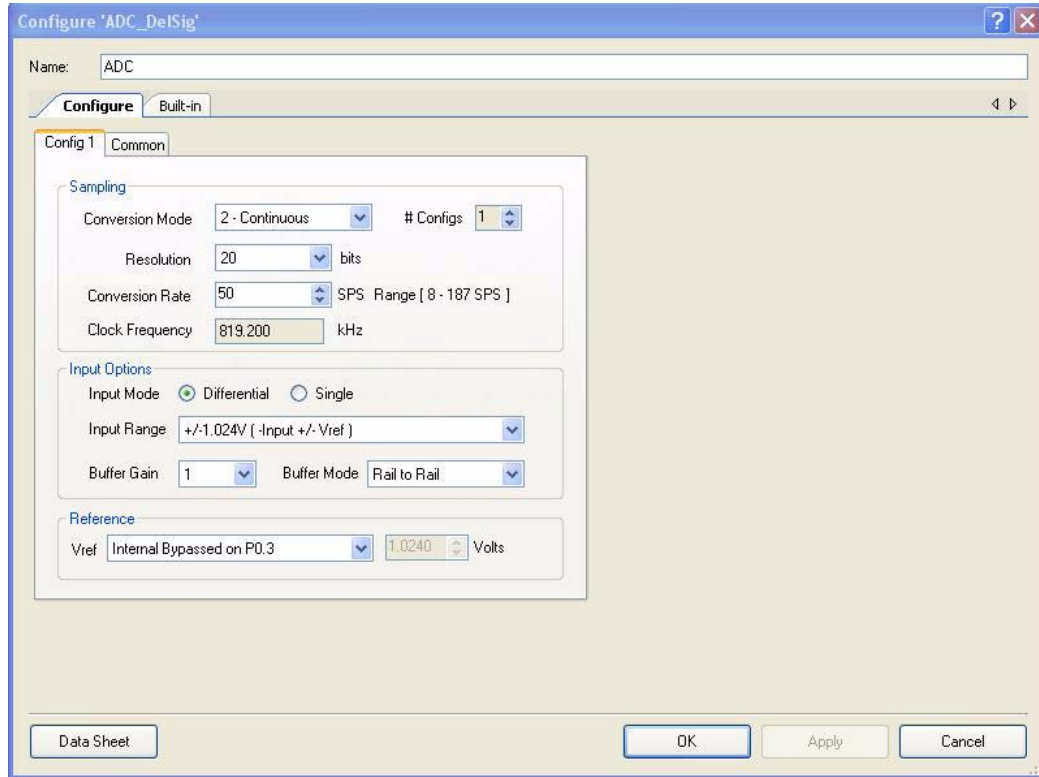 Configure 'ADC_DelSig'
Name: ADC
Configure Built-in
Config 1 Common
Sampling
Conversion Mode 2 - Continuous # Configs 1
Resolution 20 bits
Conversion Rate 50 SPS Range [ 8 - 187 SPS ]
Clock Frequency 819.200 kHz
Input Options
Input Mode Differential Single
Input Range +/-1.024V ( -Input +/- Vref )
Buffer Gain 1 Buffer Mode Rail to Rail
Reference
Vref Internal Bypassed on P0.3 1.0240 Volts
Data Sheet OK Apply Cancel